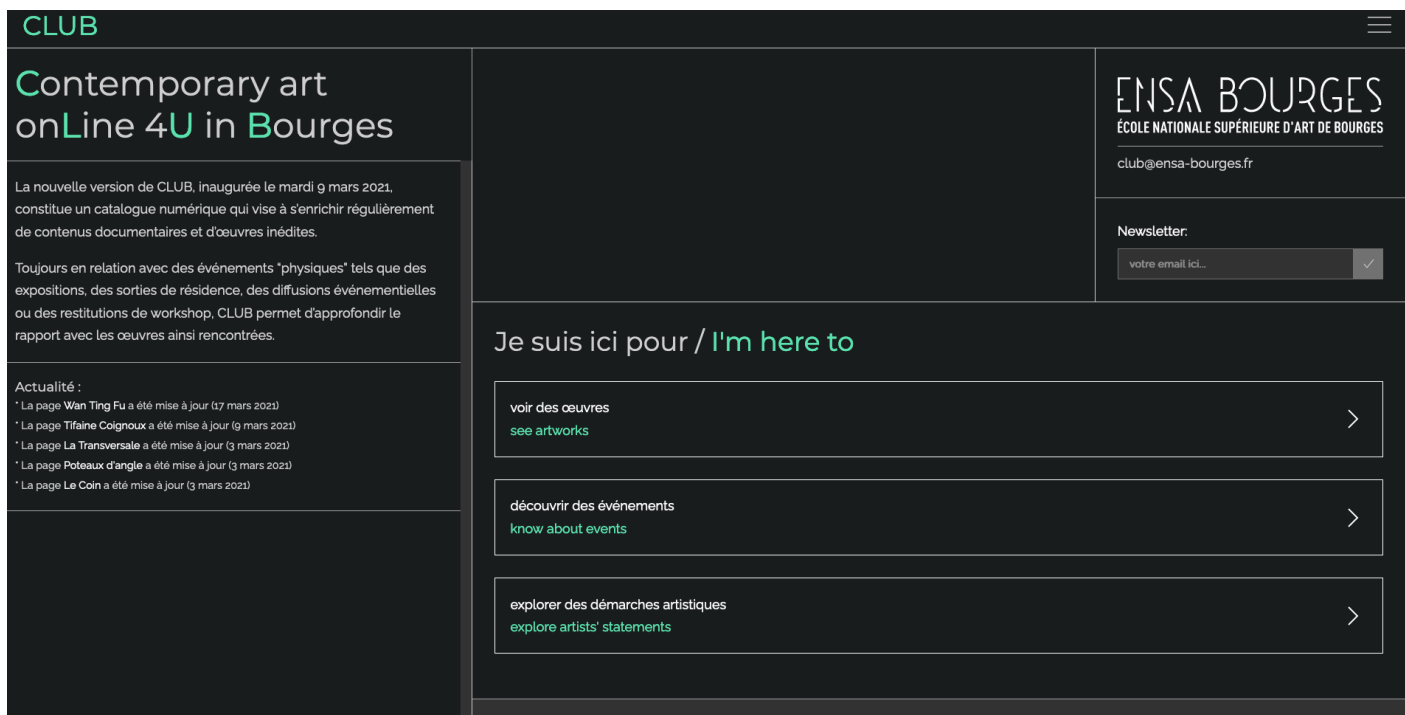 CLUB
Contemporary art
onLine 4U in Bourges
La nouvelle version de CLUB, inaugurée le mardi 9 mars 2021,
constitue un catalogue numérique qui vise à s'enrichir régulièrement
de contenus documentaires et d'œuvres inédites.
Toujours en relation avec des événements "physiques" tels que des
expositions, des sorties de résidence, des diffusions événementielles
ou des restitutions de workshop, CLUB permet d'approfondir le
rapport avec les œuvres ainsi rencontrées.
Actualité :
* La page Wan Ting Fu a été mise à jour (17 mars 2021)
* La page Tifaine Coignoux a été mise à jour (9 mars 2021)
* La page La Transversale a été mise à jour (3 mars 2021)
* La page Poteaux d'angle a été mise à jour (3 mars 2021)
* La page Le Coin a été mise à jour (3 mars 2021)
ENSA BOURGES
ÉCOLE NATIONALE SUPÉRIEURE D'ART DE BOURGES
club@ensa-bourges.fr
Newsletter:
votre email ici...
Je suis ici pour / I'm here to
voir des œuvres
see artworks
découvrir des événements
know about events
explorer des démarches artistiques
explore artists' statements